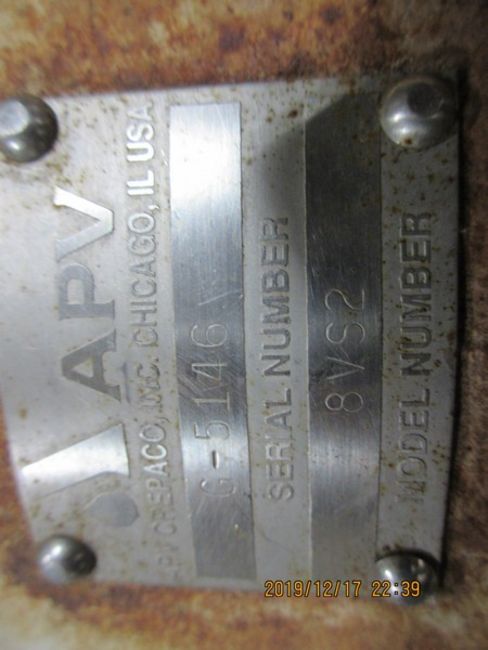 APV
APV CREPACO, INC. CHICAGO, IL USA
G-5146
SERIAL NUMBER
8VS2
MODEL NUMBER
2019/12/17 22:39